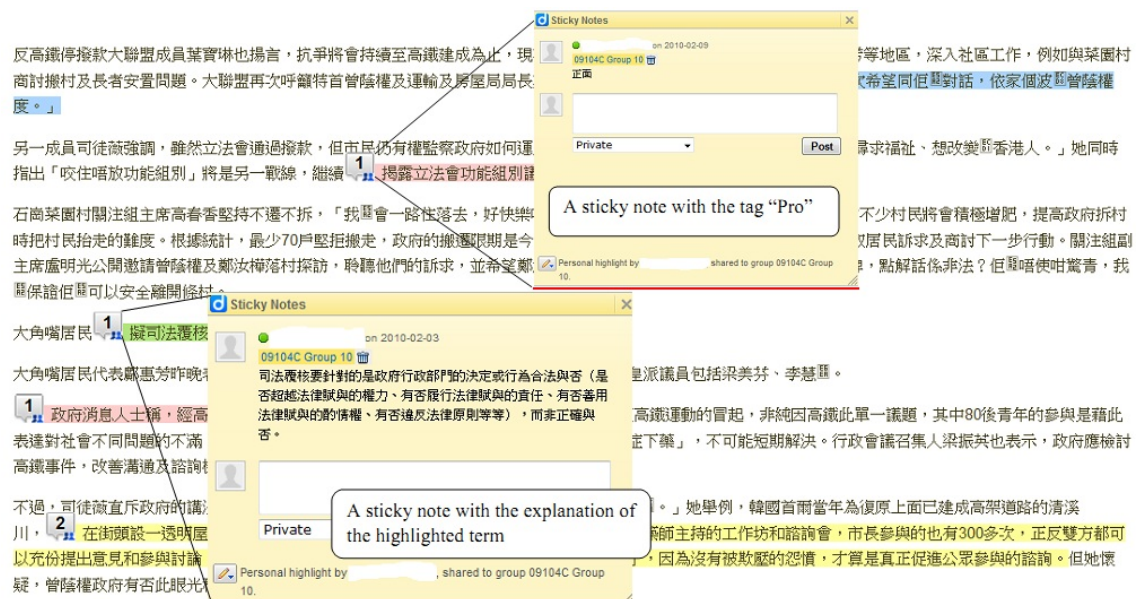 Sticky Notes
on 2010-02-09
09104C Group 10
正面
Private
Post
A sticky note with the tag “Pro”
Personal highlight by , shared to group 09104C Group
10.
反高鐵停撥款大聯盟成員葉寶琳也揚言，抗爭將會持續至高鐵建成為止，現 等地區，深入社區工作，例如與菜園村
商討搬村及長者安置問題。大聯盟再次呼籲特首曾蔭權及運輸及房屋局局長 希望同佢哋對話，依家個波喺曾蔭權
度。」
另一成員司徒薇強調，雖然立法會通過撥款，但市民仍有權監察政府如何運 尋求福祉、想改變嘅香港人。」她同時
指出「咬住唔放功能組別」將是另一戰線，繼續 1 揭露立法會功能組別議
石崗菜園村關注組主席高春香堅持不遷不拆，「我哋會一路住落去，好快樂 不少村民將會積極增肥，提高政府拆村
時把村民抬走的難度。根據統計，最少70戶堅拒搬走，政府的搬遷限期是今 居民訴求及商討下一步行動。關注組副
主席盧明光公開邀請曾蔭權及鄭汝樺落村探訪，聆聽他們的訴求，並希望鄭 ，點解話係非法？佢哋唔使咁驚青，我
哋保證佢哋可以安全離開條村。
大角嘴居民 1 擬司法覆核
大角嘴居民代表鄺惠芳昨晚 皇派議員包括梁美芬、李慧
1 政府消息人士稱，經高 高鐵運動的冒起，非純因高鐵此單一議題，其中80後青年的參與是藉此
表達對社會不同問題的不滿 症下藥」，不可能短期解決。行政會議召集人梁振英也表示，政府應檢討
高鐵事件，改善溝通及諮詢
不過，司徒薇直斥政府的講 。」她舉例，韓國首爾當年為復原上面已建成高架道路的清溪
川， 2 在街頭設一透明屋 師主持的工作坊和諮詢會，市長參與的也有300多次，正反雙方都可
以充份提出意見和參與討論 ，因為沒有被欺壓的怨憤，才算是真正促進公眾參與的諮詢。但她懷
疑，曾蔭權政府有否此眼光
Sticky Notes
on 2010-02-03
09104C Group 10
司法覆核要針對的是政府行政部門的決定或行為合法與否（是
否超越法律賦與的權力、有否履行法律賦與的責任、有否善用
法律賦與的酌情權、有否違反法律原則等等），而非正確與
否。
Private
A sticky note with the explanation of
the highlighted term
Personal highlight by , shared to group 09104C Group
10.